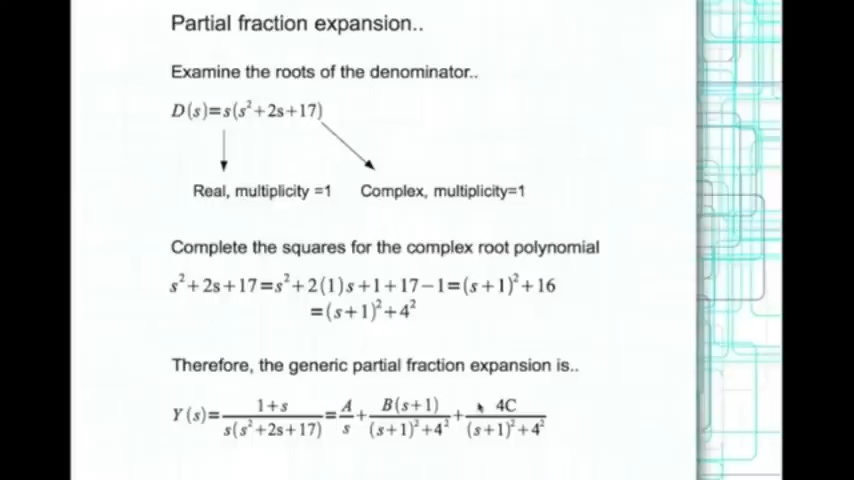 Partial fraction expansion..
Examine the roots of the denominator..
D(s)=s(s²+2s+17)
Real, multiplicity =1 Complex, multiplicity=1
Complete the squares for the complex root polynomial
s²+2s+17=s²+2(1)s+1+17−1=(s+1)²+16
=(s+1)²+4²
Therefore, the generic partial fraction expansion is..
Y(s)=(1+s)/(s(s²+2s+17))=A/s+B(s+1)/((s+1)²+4²)+4C/((s+1)²+4²)